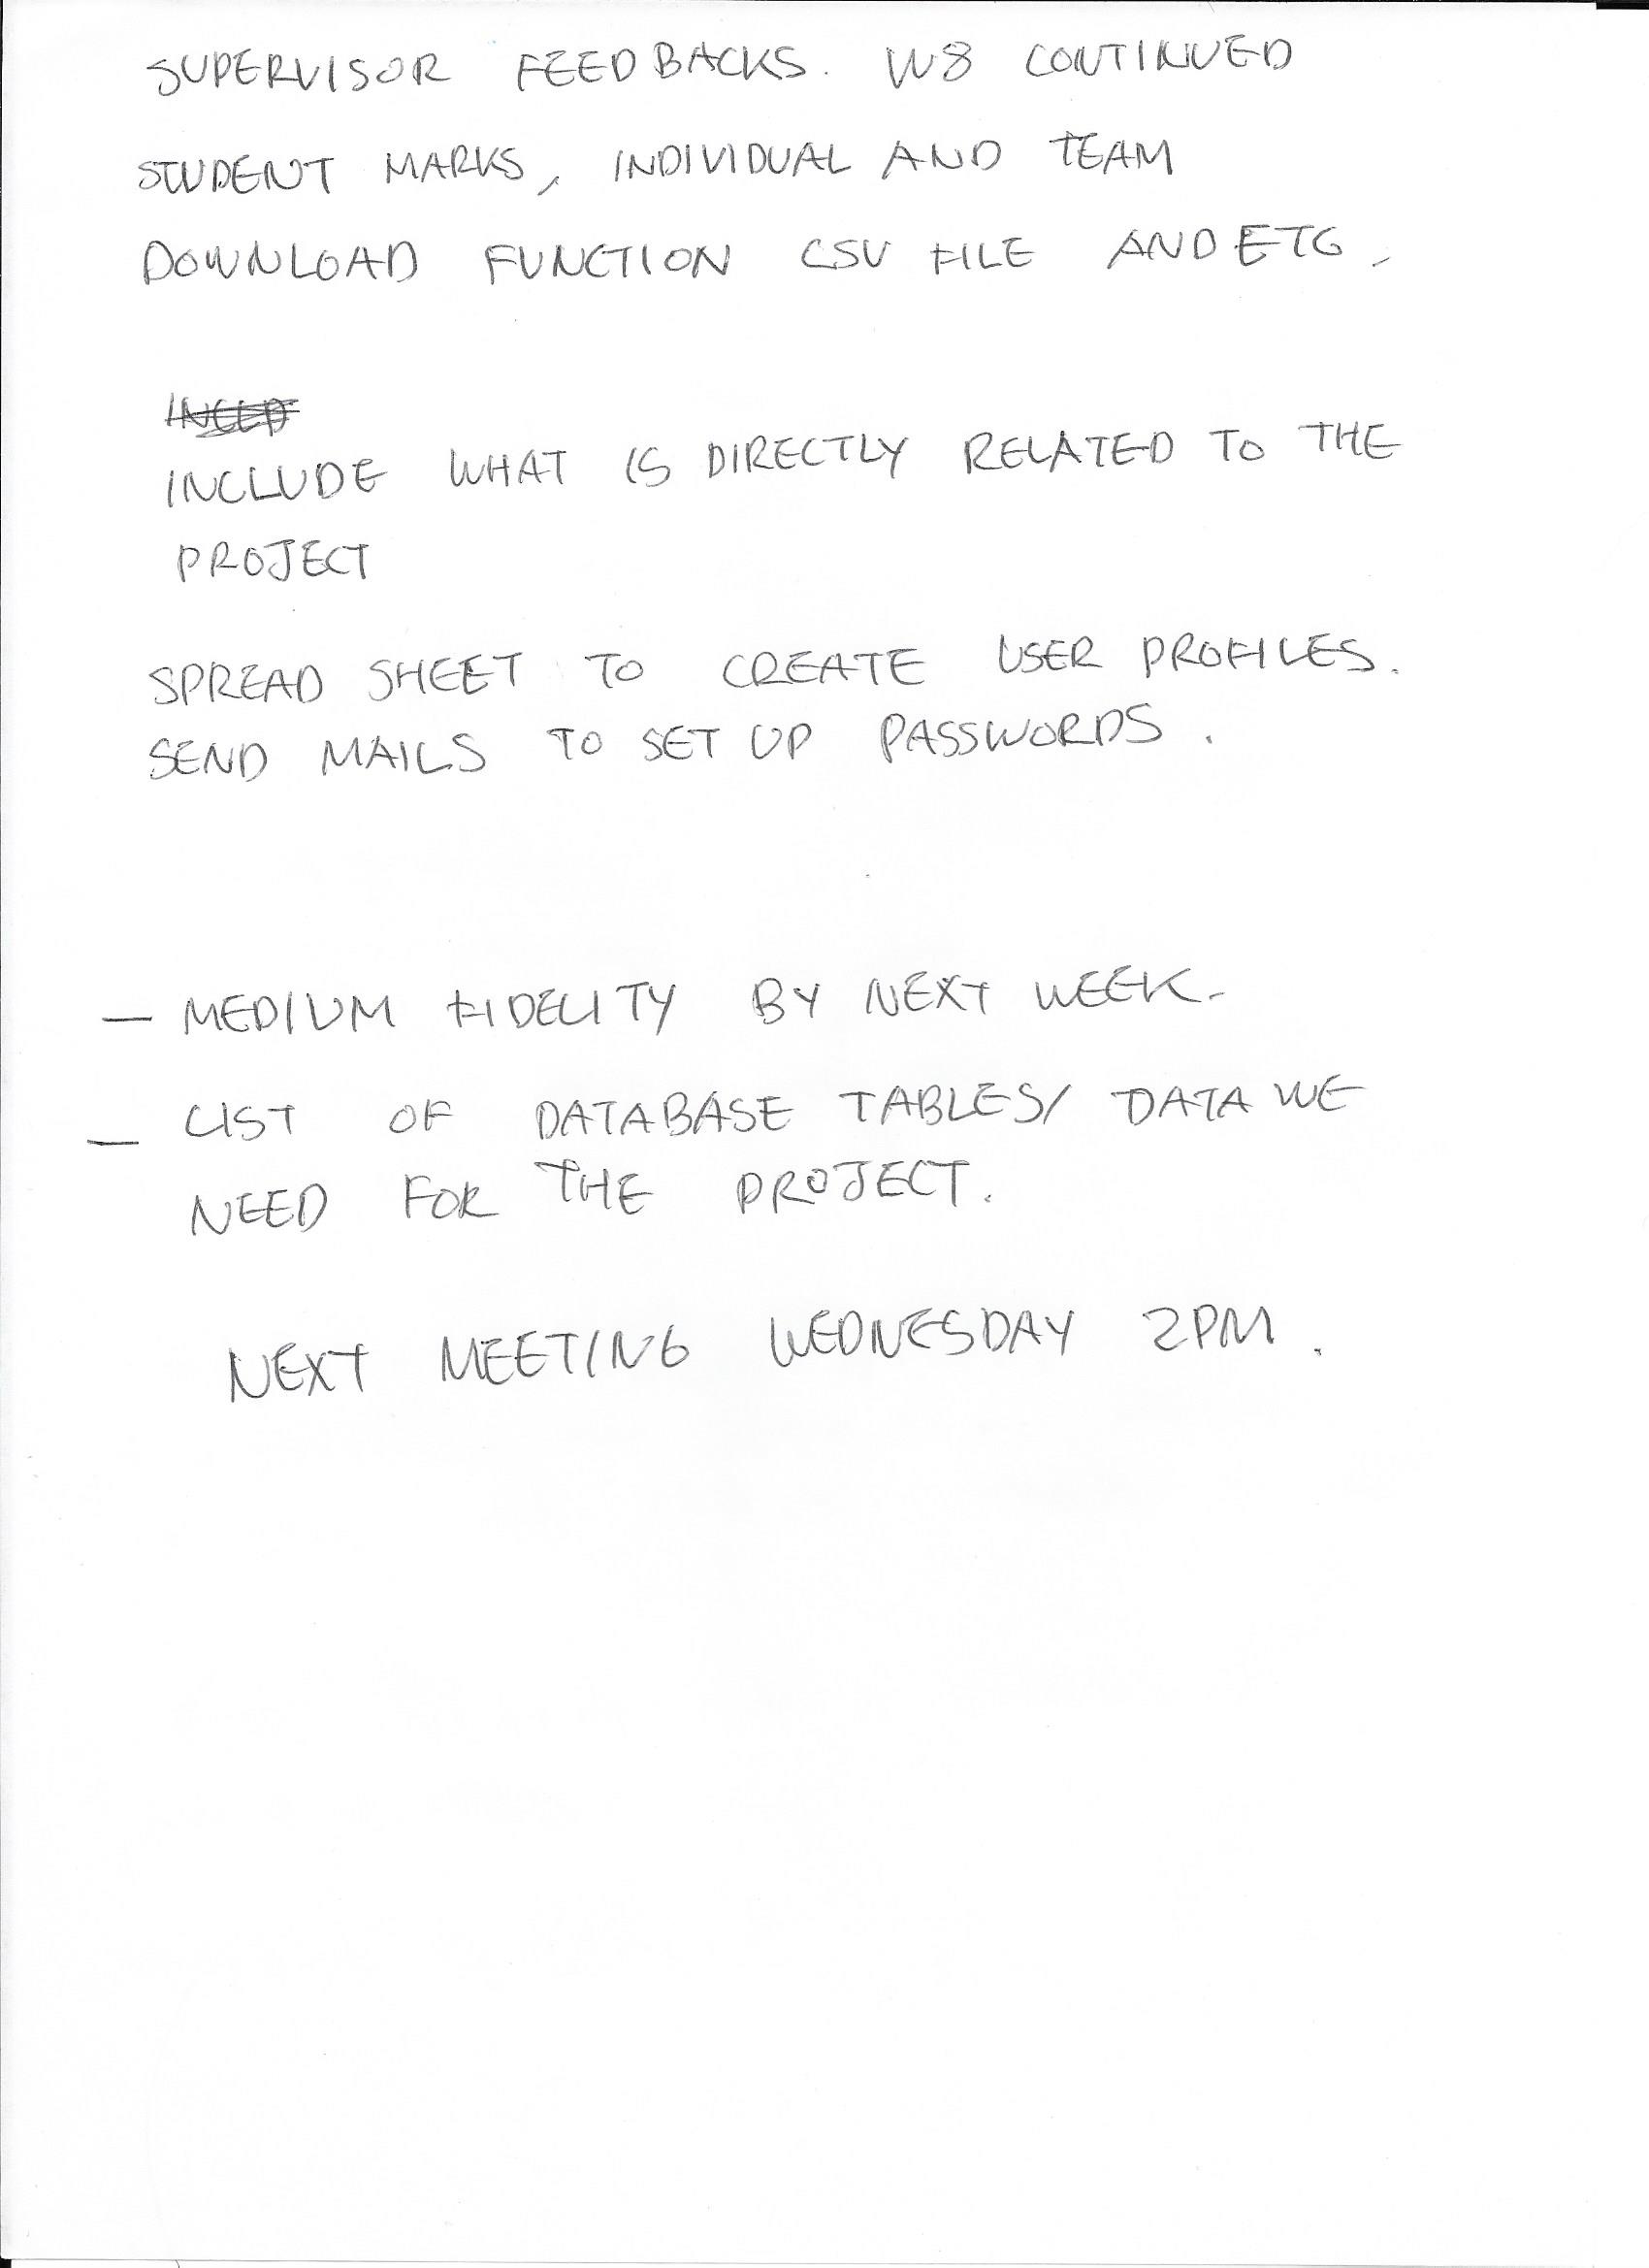 SUPERVISOR FEEDBACKS. W8 CONTINUED
STUDENT MARKS, INDIVIDUAL AND TEAM
DOWNLOAD FUNCTION CSV FILE AND ETC.
INCLUDE WHAT IS DIRECTLY RELATED TO THE
PROJECT
SPREAD SHEET TO CREATE USER PROFILES.
SEND MAILS TO SET UP PASSWORDS.
— MEDIUM FIDELITY BY NEXT WEEK.
— LIST OF DATABASE TABLES/ DATA WE
NEED FOR THE PROJECT.
NEXT MEETING WEDNESDAY 2PM.